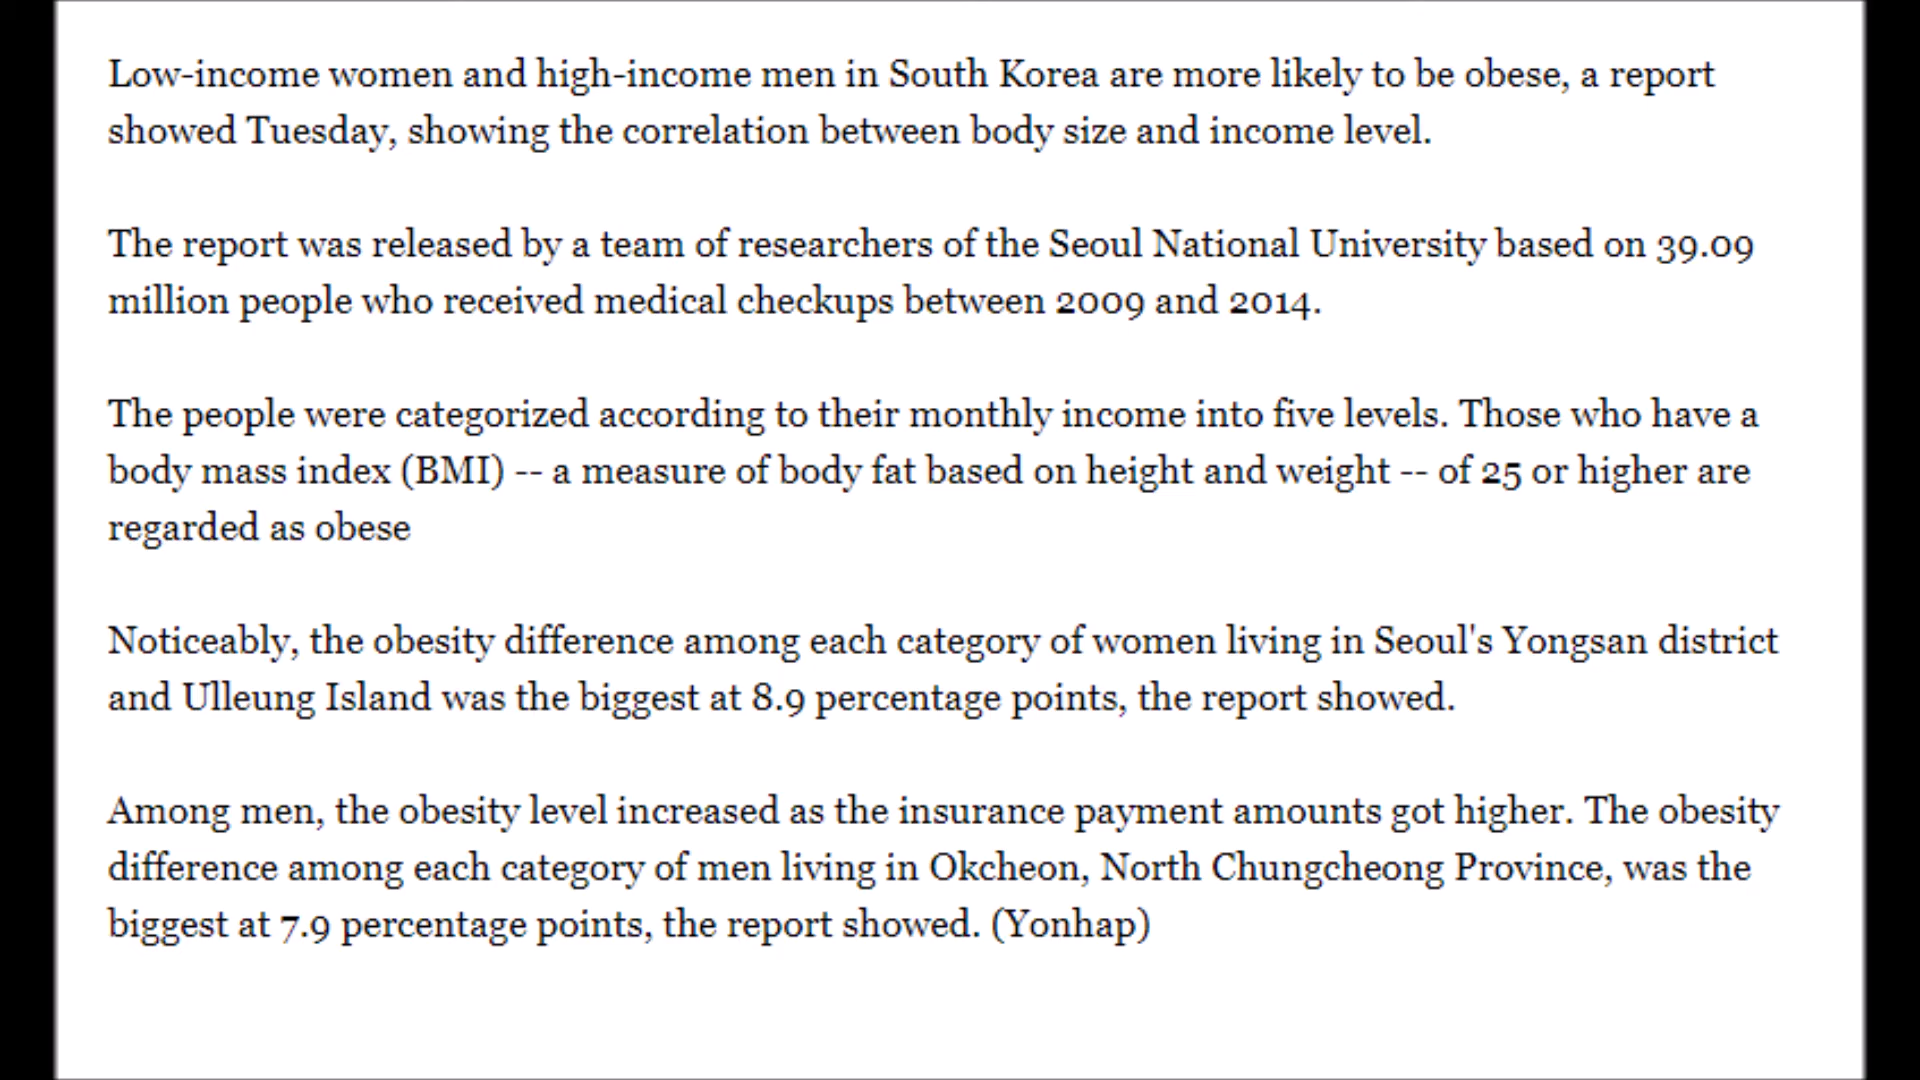 Low-income women and high-income men in South Korea are more likely to be obese, a report
showed Tuesday, showing the correlation between body size and income level.
The report was released by a team of researchers of the Seoul National University based on 39.09
million people who received medical checkups between 2009 and 2014.
The people were categorized according to their monthly income into five levels. Those who have a
body mass index (BMI) -- a measure of body fat based on height and weight -- of 25 or higher are
regarded as obese
Noticeably, the obesity difference among each category of women living in Seoul's Yongsan district
and Ulleung Island was the biggest at 8.9 percentage points, the report showed.
Among men, the obesity level increased as the insurance payment amounts got higher. The obesity
difference among each category of men living in Okcheon, North Chungcheong Province, was the
biggest at 7.9 percentage points, the report showed. (Yonhap)